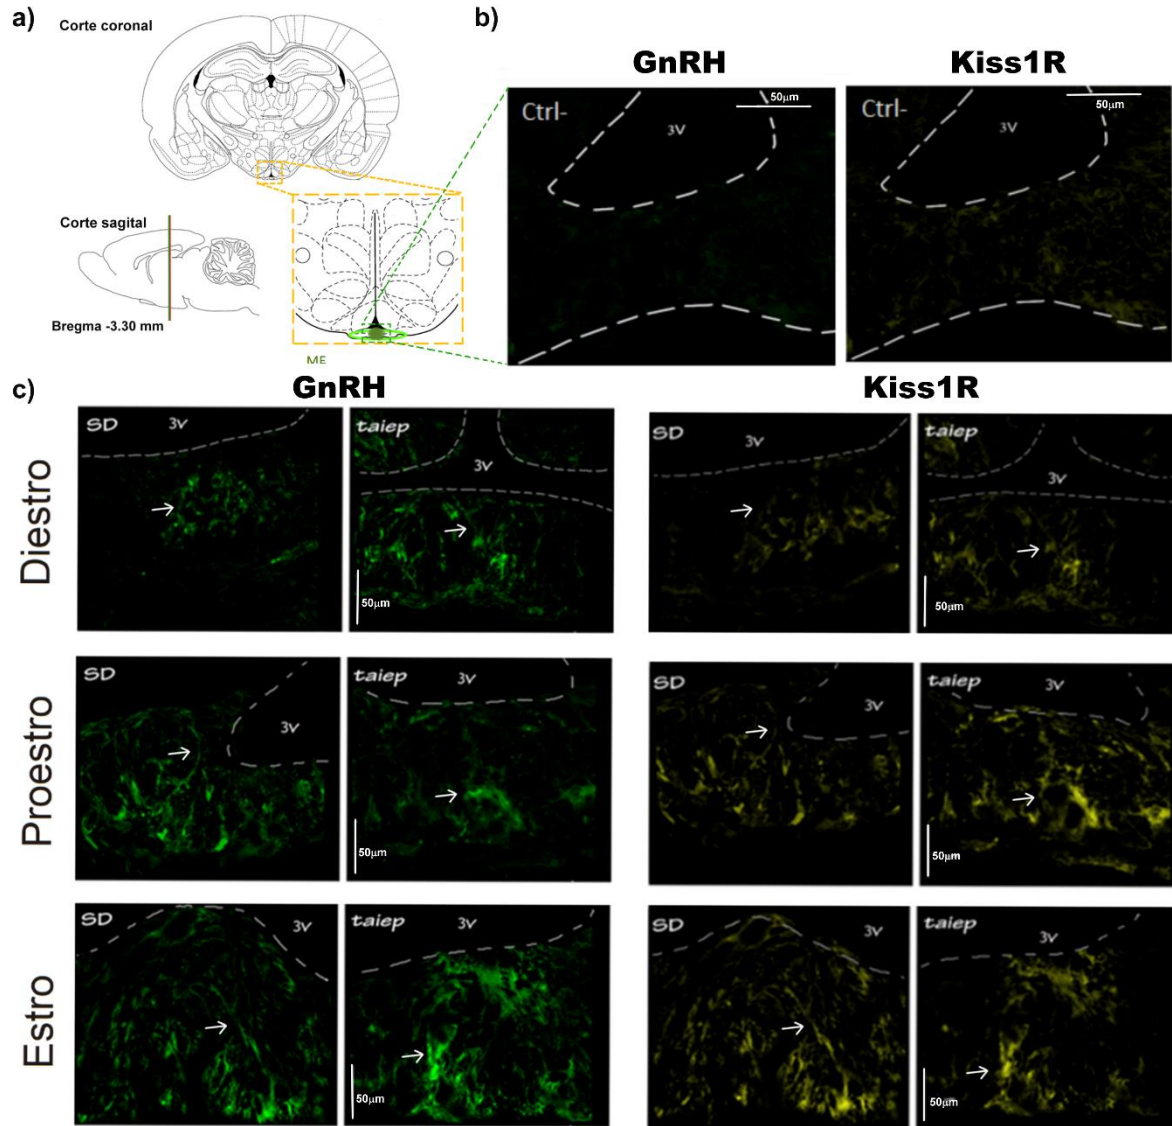 a)
Corte coronal
Corte sagital
Bregma -3.30 mm
ME
b)
GnRH
Kiss1R
Ctrl-
3V
50μm
Ctrl-
3V
50μm
c)
GnRH
Kiss1R
Diestro
SD
3V
taiep
3V
50μm
SD
3V
taiep
3V
50μm
Proestro
SD
3V
taiep
3V
50μm
SD
3V
taiep
3V
50μm
Estro
SD
3V
taiep
3V
50μm
SD
3V
taiep
3V
50μm